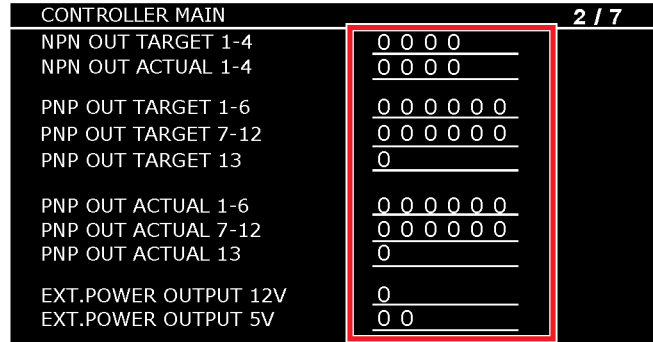 CONTROLLER MAIN 2 / 7
NPN OUT TARGET 1-4 0 0 0 0
NPN OUT ACTUAL 1-4 0 0 0 0
PNP OUT TARGET 1-6 0 0 0 0 0 0
PNP OUT TARGET 7-12 0 0 0 0 0 0
PNP OUT TARGET 13 0
PNP OUT ACTUAL 1-6 0 0 0 0 0 0
PNP OUT ACTUAL 7-12 0 0 0 0 0 0
PNP OUT ACTUAL 13 0
EXT.POWER OUTPUT 12V 0
EXT.POWER OUTPUT 5V 0 0